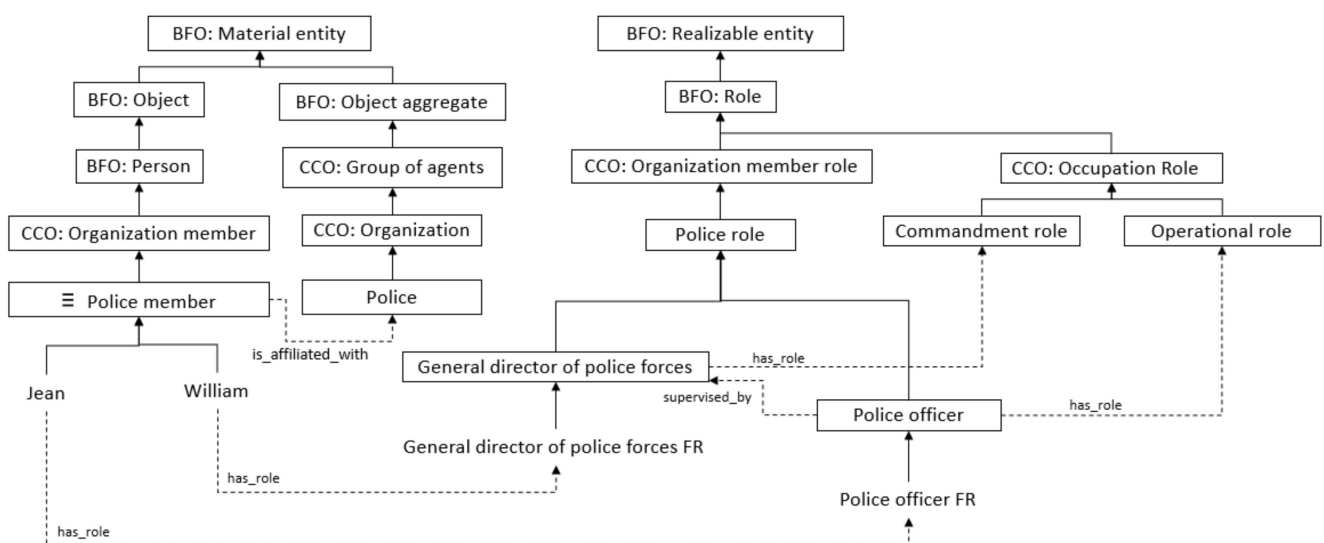 BFO: Material entity
BFO: Realizable entity
BFO: Object
BFO: Object aggregate
BFO: Role
BFO: Person
CCO: Group of agents
CCO: Organization member role
CCO: Occupation Role
CCO: Organization member
CCO: Organization
Police role
Commandment role
Operational role
≡ Police member
Police
is_affiliated_with
General director of police forces
has_role
supervised_by
Jean
William
Police officer
has_role
General director of police forces FR
has_role
Police officer FR
has_role